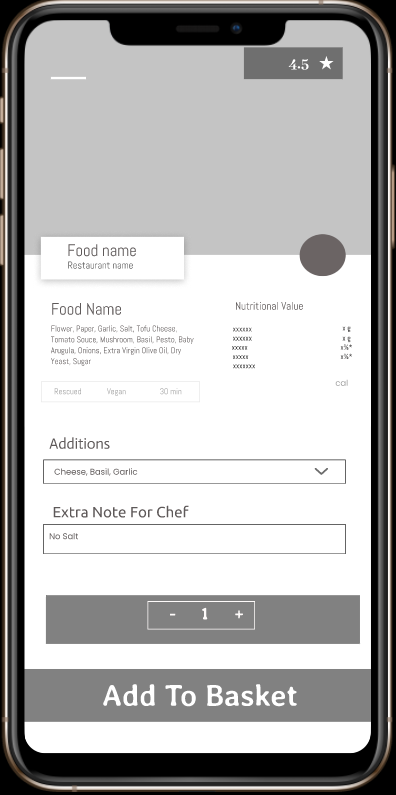 4.5 ★
Food name
Restaurant name
Food Name
Flower, Paper, Garlic, Salt, Tofu Cheese,
Tomato Souce, Mushroom, Basil, Pesto, Baby
Arugula, Onions, Extra Virgin Olive Oil, Dry
Yeast, Sugar
Rescued Vegan 30 min
Nutritional Value
xxxxxx x g
xxxxxx x g
xxxxx x%*
xxxxx x%*
xxxxxxx
cal
Additions
Cheese, Basil, Garlic
Extra Note For Chef
No Salt
- 1 +
Add To Basket